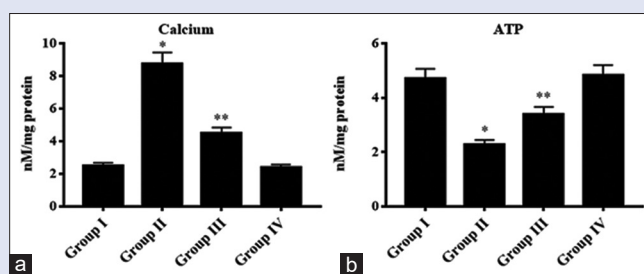 Calcium
nM/mg protein
10
8
6
4
2
0
*
**
Group I
Group II
Group III
Group IV
a
ATP
nM/mg protein
6
4
2
0
*
**
Group I
Group II
Group III
Group IV
b